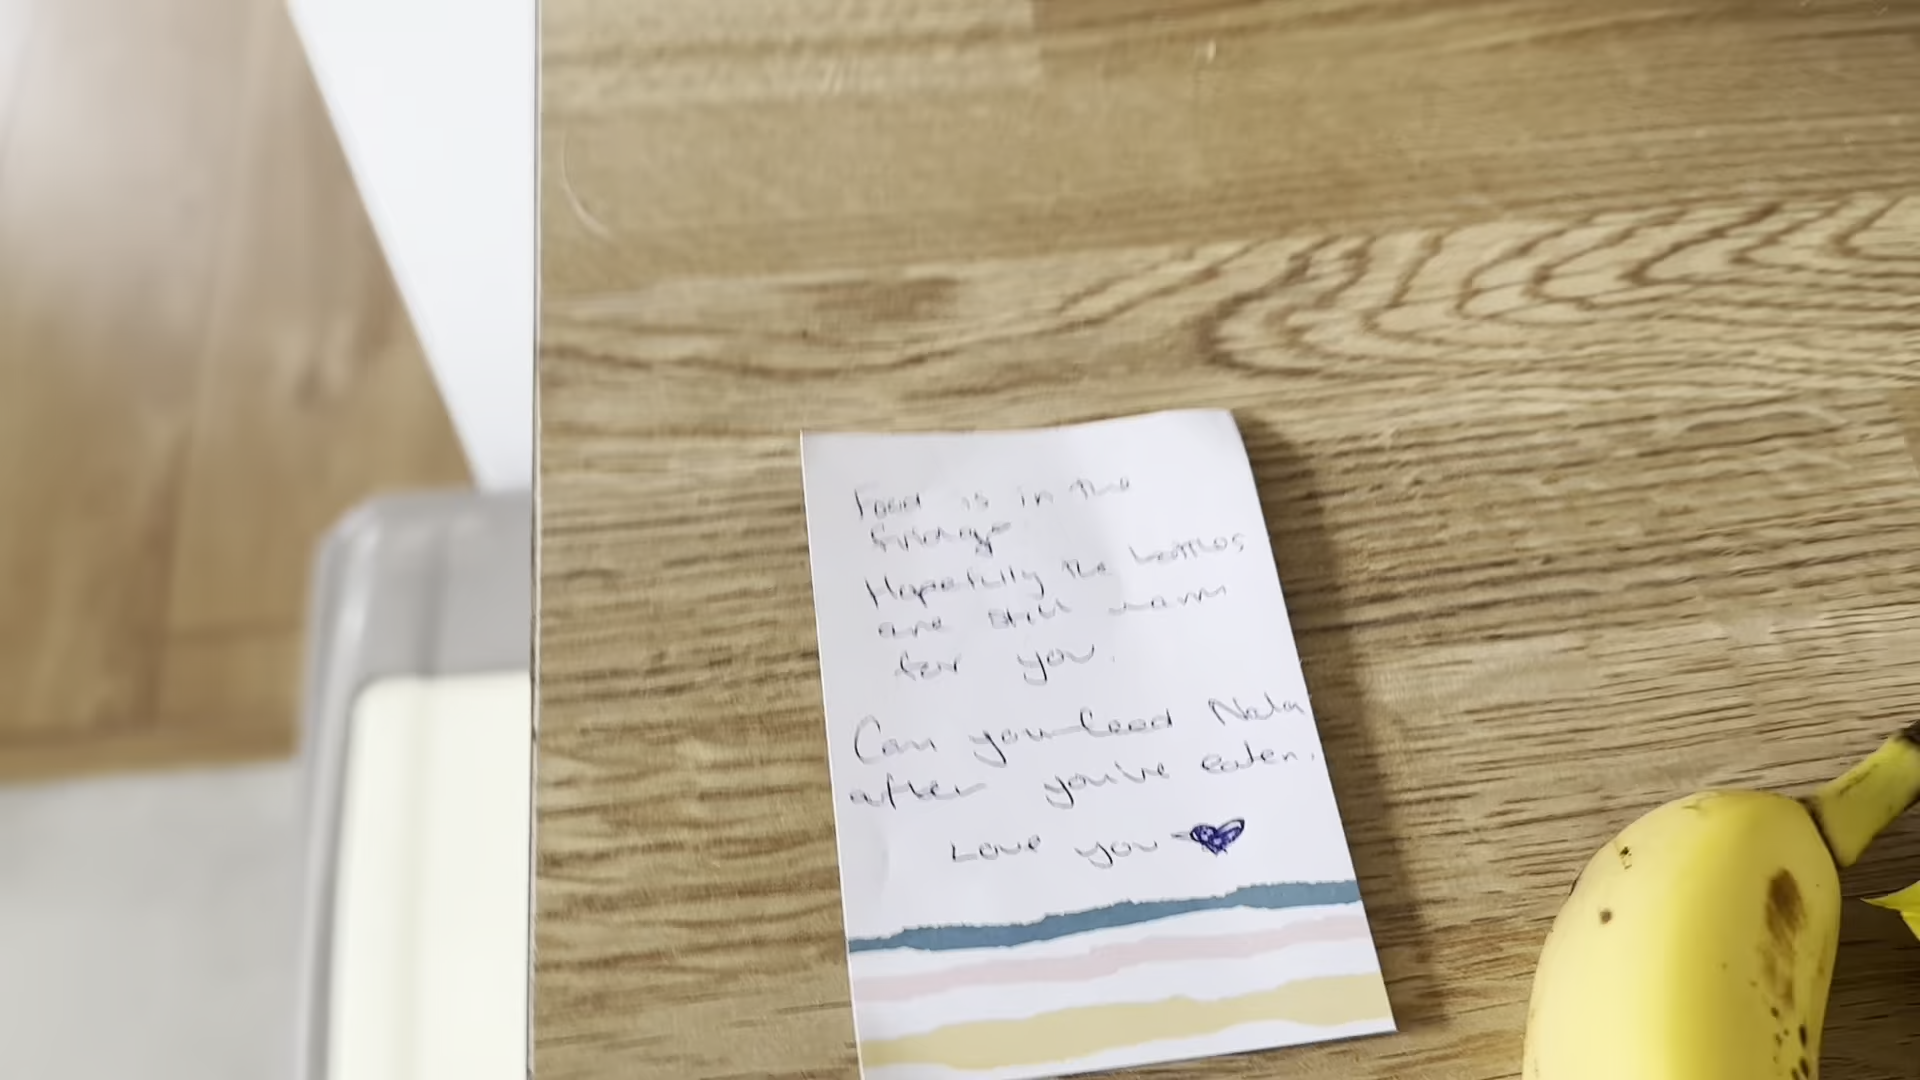 Food is in the
fridge
Hopefully the bottles
are still warm
for you.
Can you feed Nala
after you've eaten.
Love you